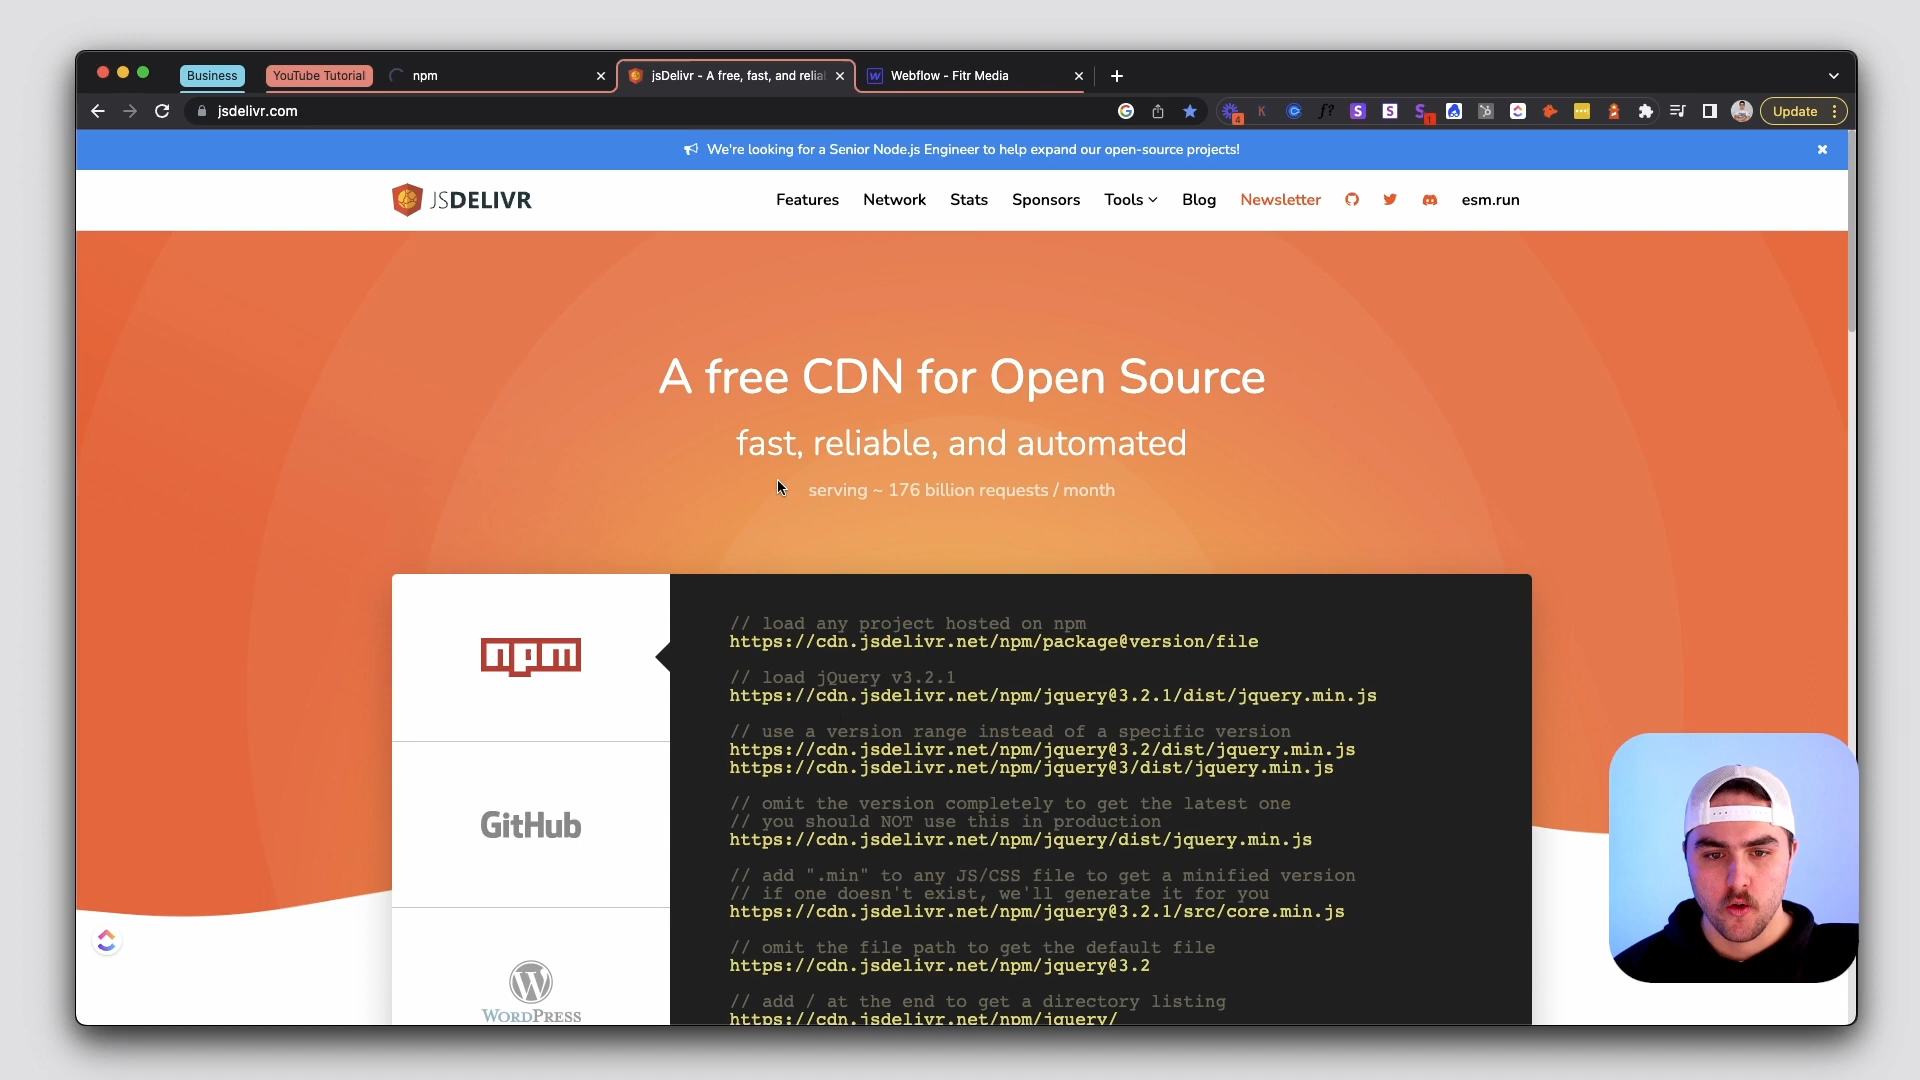 Business
YouTube Tutorial
npm
jsDelivr - A free, fast, and relia
Webflow - Fitr Media
jsdelivr.com
Update
We're looking for a Senior Node.js Engineer to help expand our open-source projects!
JSDELIVR
Features
Network
Stats
Sponsors
Tools
Blog
Newsletter
esm.run
A free CDN for Open Source
fast, reliable, and automated
serving ~ 176 billion requests / month
npm
GitHub
WORDPRESS
// load any project hosted on npm
https://cdn.jsdelivr.net/npm/package@version/file
// load jQuery v3.2.1
https://cdn.jsdelivr.net/npm/jquery@3.2.1/dist/jquery.min.js
// use a version range instead of a specific version
https://cdn.jsdelivr.net/npm/jquery@3.2/dist/jquery.min.js
https://cdn.jsdelivr.net/npm/jquery@3/dist/jquery.min.js
// omit the version completely to get the latest one
// you should NOT use this in production
https://cdn.jsdelivr.net/npm/jquery/dist/jquery.min.js
// add ".min" to any JS/CSS file to get a minified version
// if one doesn't exist, we'll generate it for you
https://cdn.jsdelivr.net/npm/jquery@3.2.1/src/core.min.js
// omit the file path to get the default file
https://cdn.jsdelivr.net/npm/jquery@3.2
// add / at the end to get a directory listing
https://cdn.jsdelivr.net/npm/jquery/